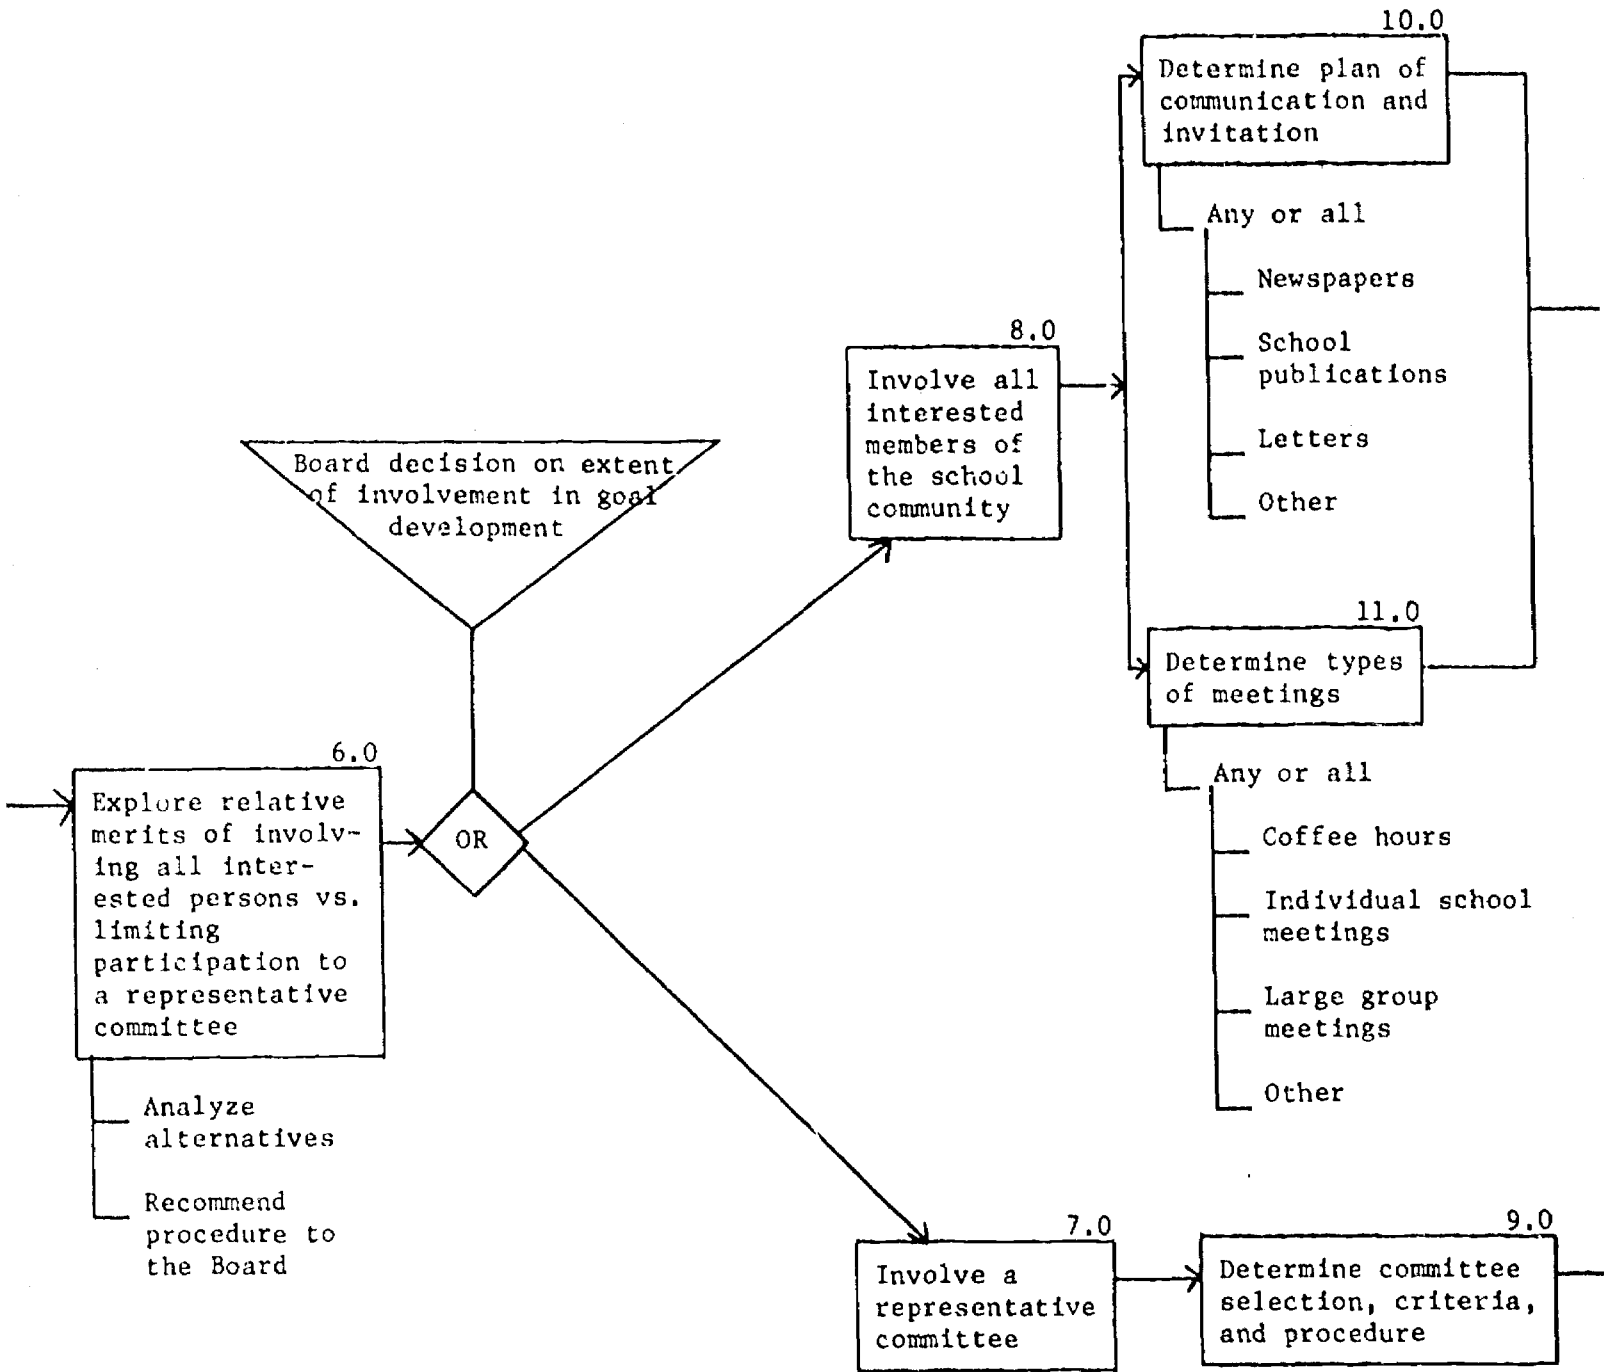 10.0
Determine plan of
communication and
invitation
Any or all
Newspapers
School
publications
Letters
Other
8.0
Involve all
interested
members of
the school
community
Board decision on extent
of involvement in goal
development
11.0
Determine types
of meetings
Any or all
Coffee hours
Individual school
meetings
Large group
meetings
Other
6.0
Explore relative
merits of involv-
ing all inter-
ested persons vs.
limiting
participation to
a representative
committee
OR
Analyze
alternatives
Recommend
procedure to
the Board
7.0
Involve a
representative
committee
9.0
Determine committee
selection, criteria,
and procedure